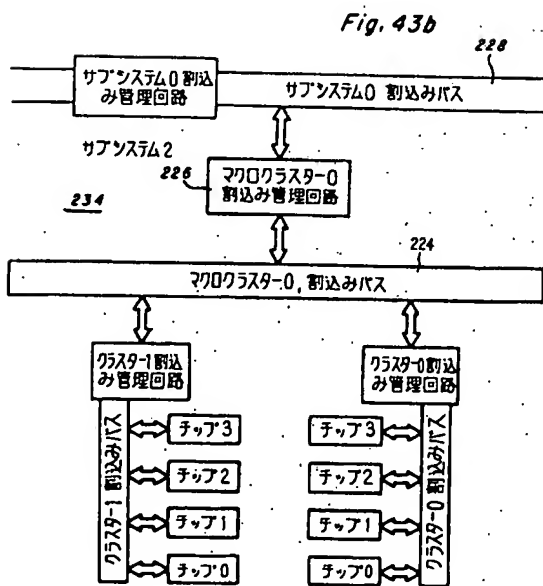 Fig. 43b
228
サブシステム0 割込
み管理回路
サブシステム0 割込みバス
サブシステム2
226
マクロクラスター0
割込み管理回路
234
224
マクロクラスター0, 割込みバス
クラスター1 割込
み管理回路
クラスター0 割込
み管理回路
クラスター1 割込みバス
チップ3
チップ2
チップ1
チップ0
チップ3
チップ2
チップ1
チップ0
クラスター0 割込みバス